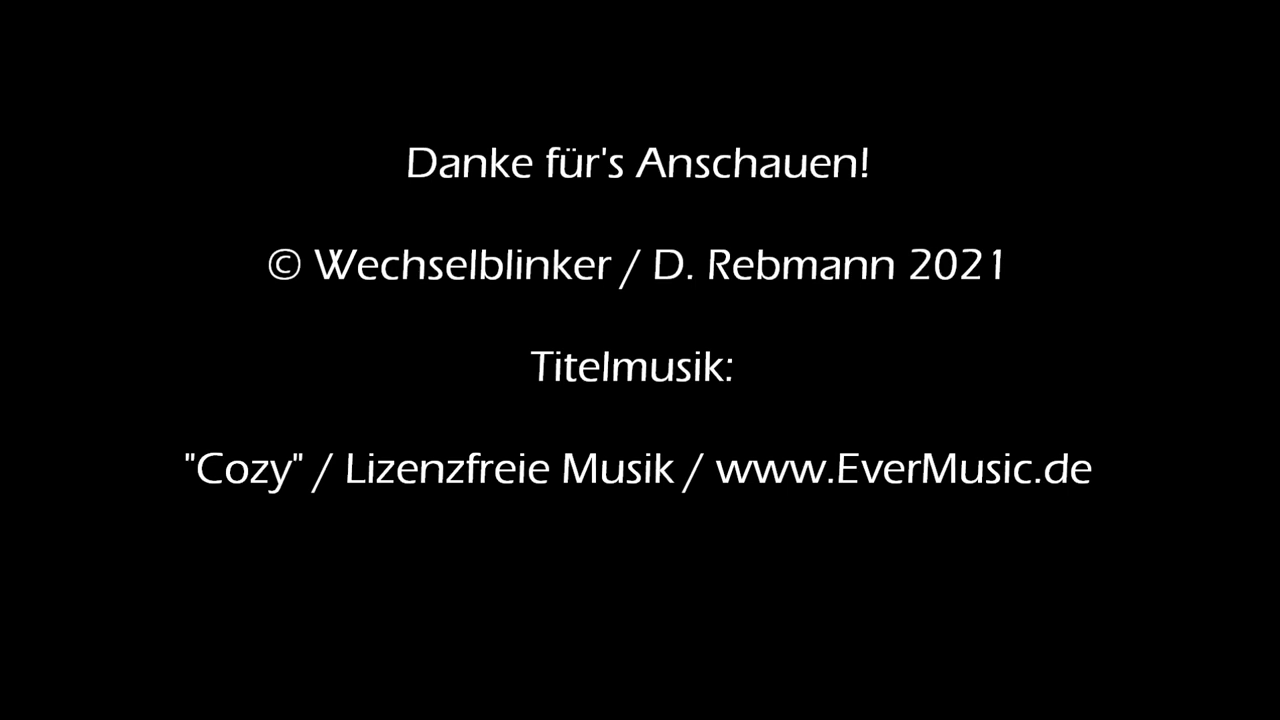 Danke für's Anschauen!
© Wechselblinker / D. Rebmann 2021
Titelmusik:
"Cozy" / Lizenzfreie Musik / www.EverMusic.de